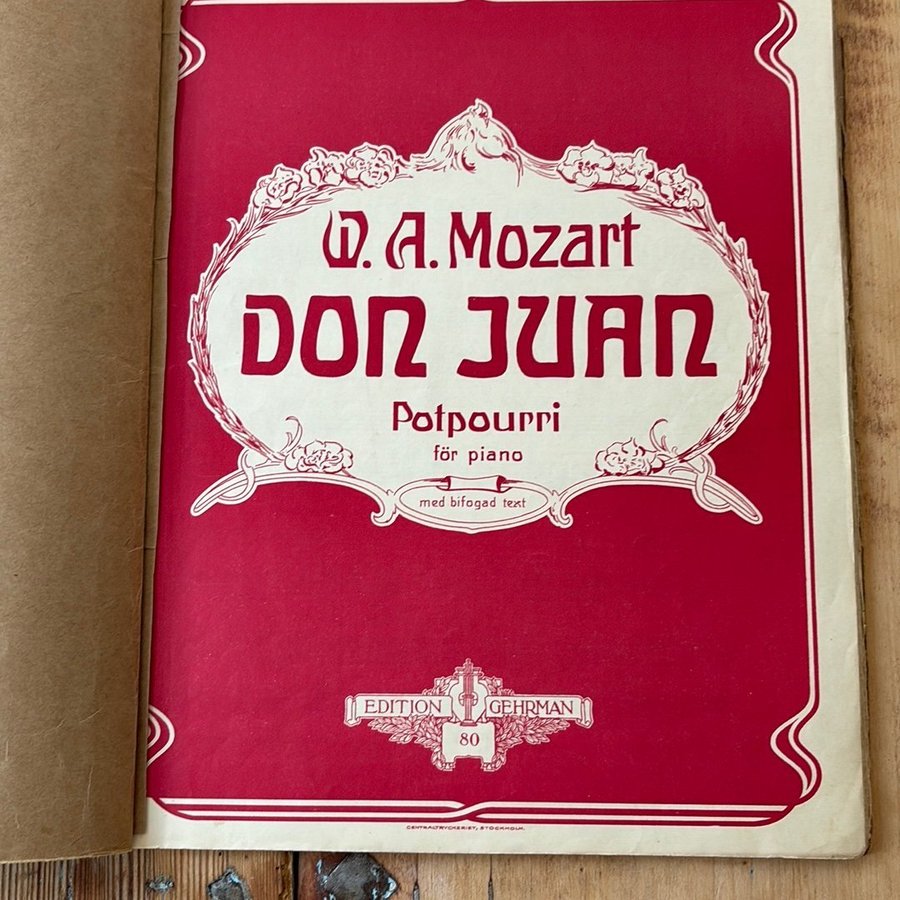 W. A. Mozart
DON JUAN
Potpourri
för piano
med bifogad text
EDITION GEHRMAN
80
CENTRALTRYCKERIET, STOCKHOLM.